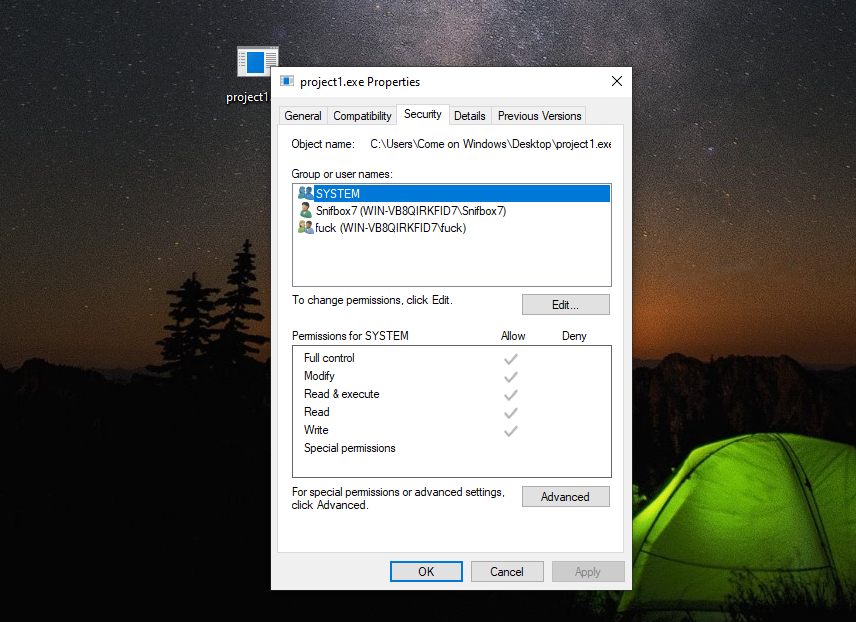 project1.
project1.exe Properties
General Compatibility Security Details Previous Versions
Object name: C:\Users\Come on Windows\Desktop\project1.exe
Group or user names:
SYSTEM
Snifbox7 (WIN-VB8QIRKFID7\Snifbox7)
fuck (WIN-VB8QIRKFID7\fuck)
To change permissions, click Edit.
Edit...
Permissions for SYSTEM Allow Deny
Full control
Modify
Read & execute
Read
Write
Special permissions
For special permissions or advanced settings,
click Advanced.
Advanced
OK Cancel Apply